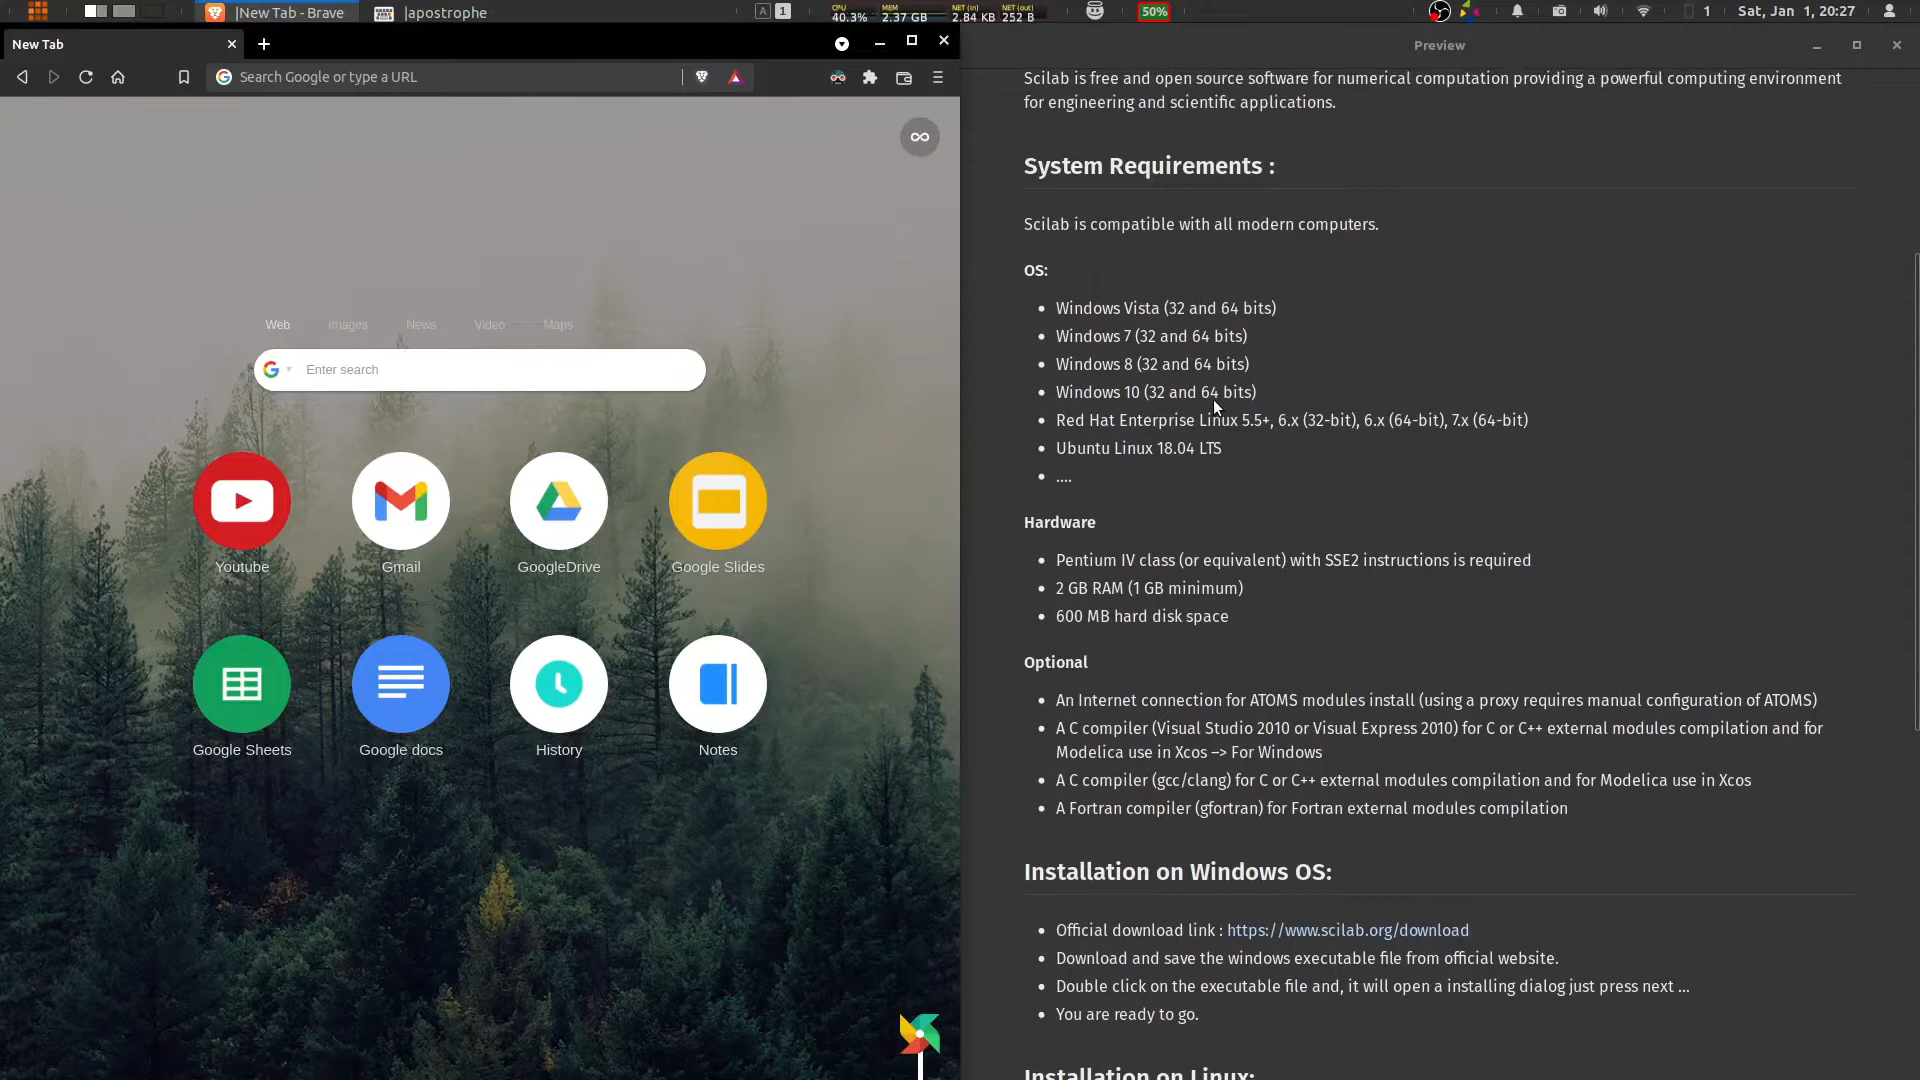 |New Tab - Brave
|apostrophe
A
1
CPU
40.3%
MEM
2.37 GB
NET (in)
2.84 KB
NET (out)
252 B
50%
1
Sat, Jan 1, 20:27
New Tab
Search Google or type a URL
Web
Images
News
Video
Maps
Enter search
Youtube
Gmail
GoogleDrive
Google Slides
Google Sheets
Google docs
History
Notes
Preview
Scilab is free and open source software for numerical computation providing a powerful computing environment
for engineering and scientific applications.
System Requirements :
Scilab is compatible with all modern computers.
OS:
• Windows Vista (32 and 64 bits)
• Windows 7 (32 and 64 bits)
• Windows 8 (32 and 64 bits)
• Windows 10 (32 and 64 bits)
• Red Hat Enterprise Linux 5.5+, 6.x (32-bit), 6.x (64-bit), 7.x (64-bit)
• Ubuntu Linux 18.04 LTS
• ....
Hardware
• Pentium IV class (or equivalent) with SSE2 instructions is required
• 2 GB RAM (1 GB minimum)
• 600 MB hard disk space
Optional
• An Internet connection for ATOMS modules install (using a proxy requires manual configuration of ATOMS)
• A C compiler (Visual Studio 2010 or Visual Express 2010) for C or C++ external modules compilation and for
Modelica use in Xcos –> For Windows
• A C compiler (gcc/clang) for C or C++ external modules compilation and for Modelica use in Xcos
• A Fortran compiler (gfortran) for Fortran external modules compilation
Installation on Windows OS:
• Official download link : https://www.scilab.org/download
• Download and save the windows executable file from official website.
• Double click on the executable file and, it will open a installing dialog just press next ...
• You are ready to go.
Installation on Linux: